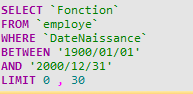 SELECT `Fonction`
FROM `employe`
WHERE `DateNaissance`
BETWEEN '1900/01/01'
AND '2000/12/31'
LIMIT 0 , 30